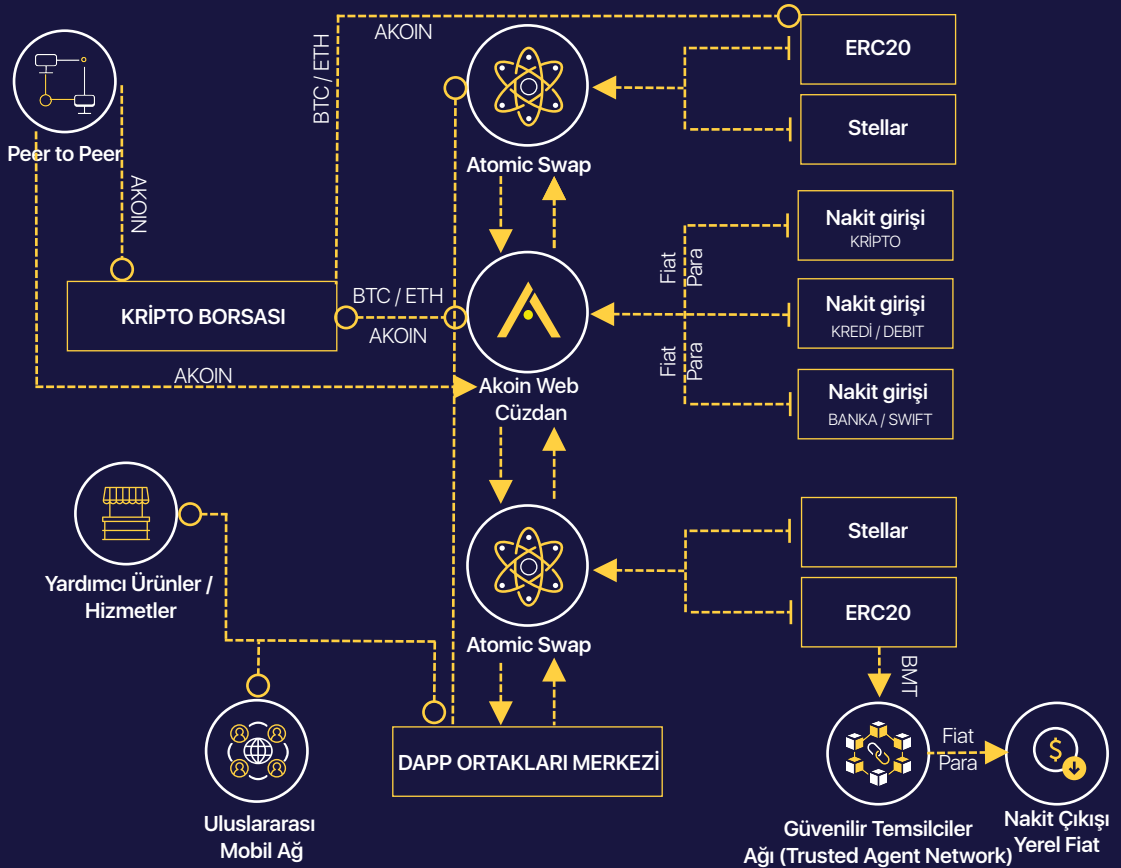 AKOIN
ERC20
BTC / ETH
Peer to Peer
AKOIN
Atomic Swap
Stellar
Nakit girişi
KRİPTO
Fiat
Para
KRİPTO BORSASI
BTC / ETH
AKOIN
Nakit girişi
KREDİ / DEBIT
Fiat
Para
AKOIN
Akoin Web
Cüzdan
Nakit girişi
BANKA / SWIFT
Yardımcı Ürünler /
Hizmetler
Stellar
Atomic Swap
ERC20
BMT
DAPP ORTAKLARI MERKEZİ
Fiat
Para
Uluslararası
Mobil Ağ
Güvenilir Temsilciler
Ağı (Trusted Agent Network)
Nakit Çıkışı
Yerel Fiat